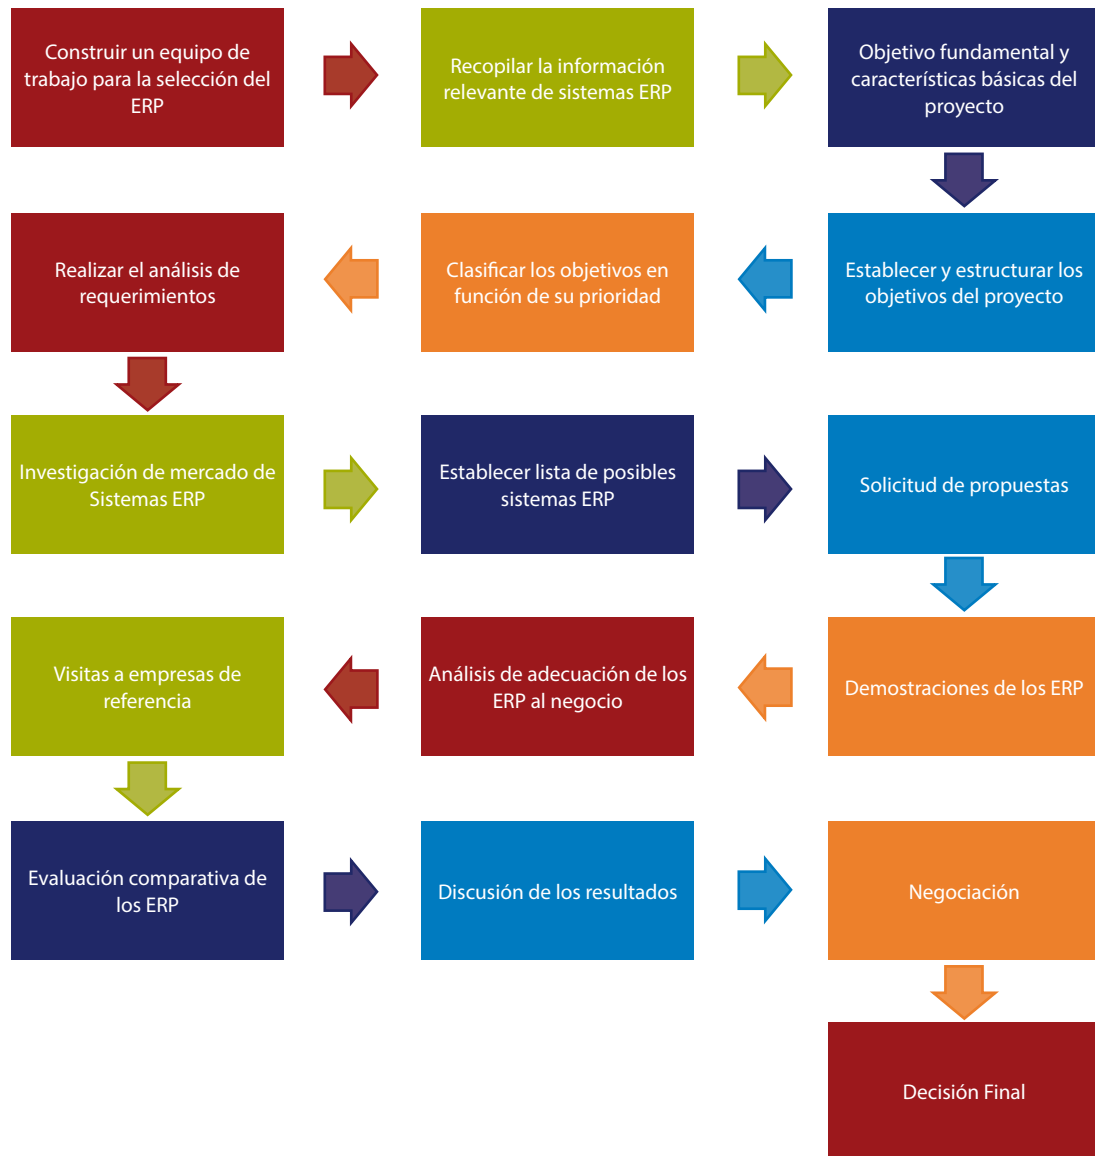 Construir un equipo de
trabajo para la selección del
ERP
Recopilar la información
relevante de sistemas ERP
Objetivo fundamental y
características básicas del
proyecto
Establecer y estructurar los
objetivos del proyecto
Clasificar los objetivos en
función de su prioridad
Realizar el análisis de
requerimientos
Investigación de mercado de
Sistemas ERP
Establecer lista de posibles
sistemas ERP
Solicitud de propuestas
Demostraciones de los ERP
Análisis de adecuación de los
ERP al negocio
Visitas a empresas de
referencia
Evaluación comparativa de
los ERP
Discusión de los resultados
Negociación
Decisión Final